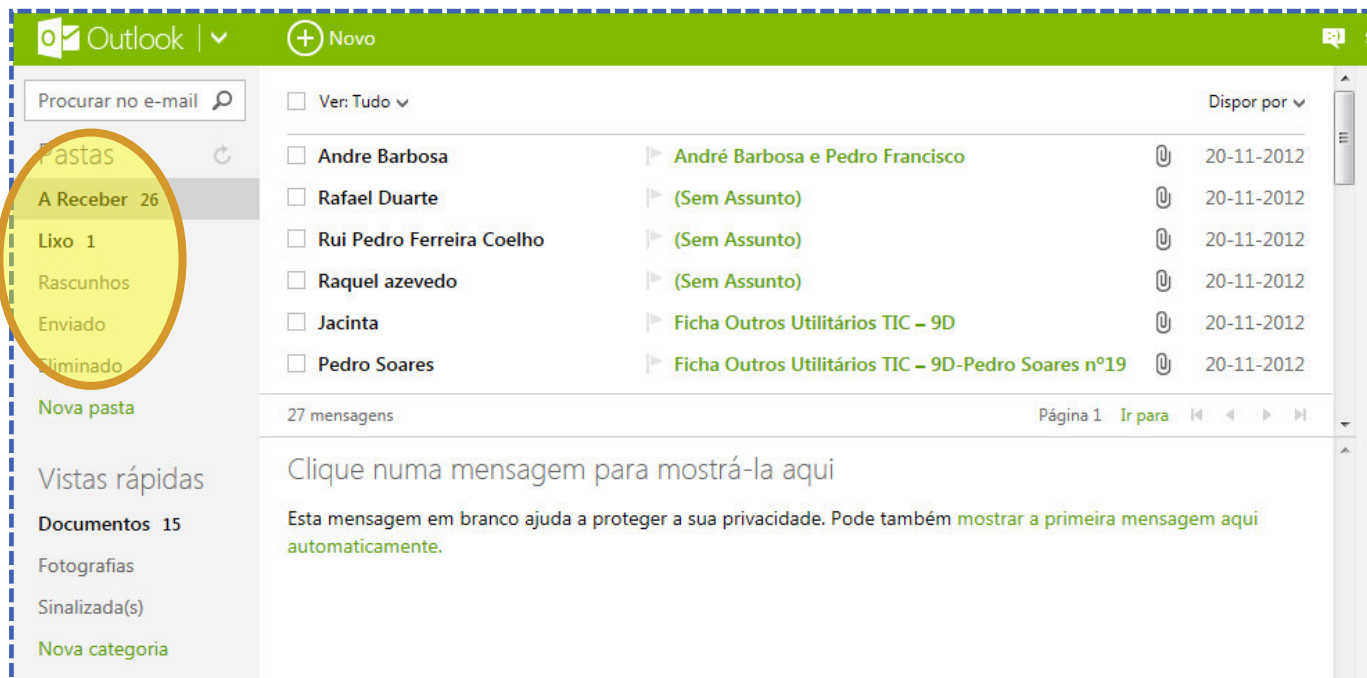 Outlook
Novo
Procurar no e-mail
Ver: Tudo
Dispor por
Pastas
A Receber 26
Lixo 1
Rascunhos
Enviado
Eliminado
Nova pasta
Vistas rápidas
Documentos 15
Fotografias
Sinalizada(s)
Nova categoria
Andre Barbosa André Barbosa e Pedro Francisco 20-11-2012
Rafael Duarte (Sem Assunto) 20-11-2012
Rui Pedro Ferreira Coelho (Sem Assunto) 20-11-2012
Raquel azevedo (Sem Assunto) 20-11-2012
Jacinta Ficha Outros Utilitários TIC – 9D 20-11-2012
Pedro Soares Ficha Outros Utilitários TIC – 9D-Pedro Soares nº19 20-11-2012
27 mensagens Página 1 Ir para
Clique numa mensagem para mostrá-la aqui
Esta mensagem em branco ajuda a proteger a sua privacidade. Pode também mostrar a primeira mensagem aqui
automaticamente.